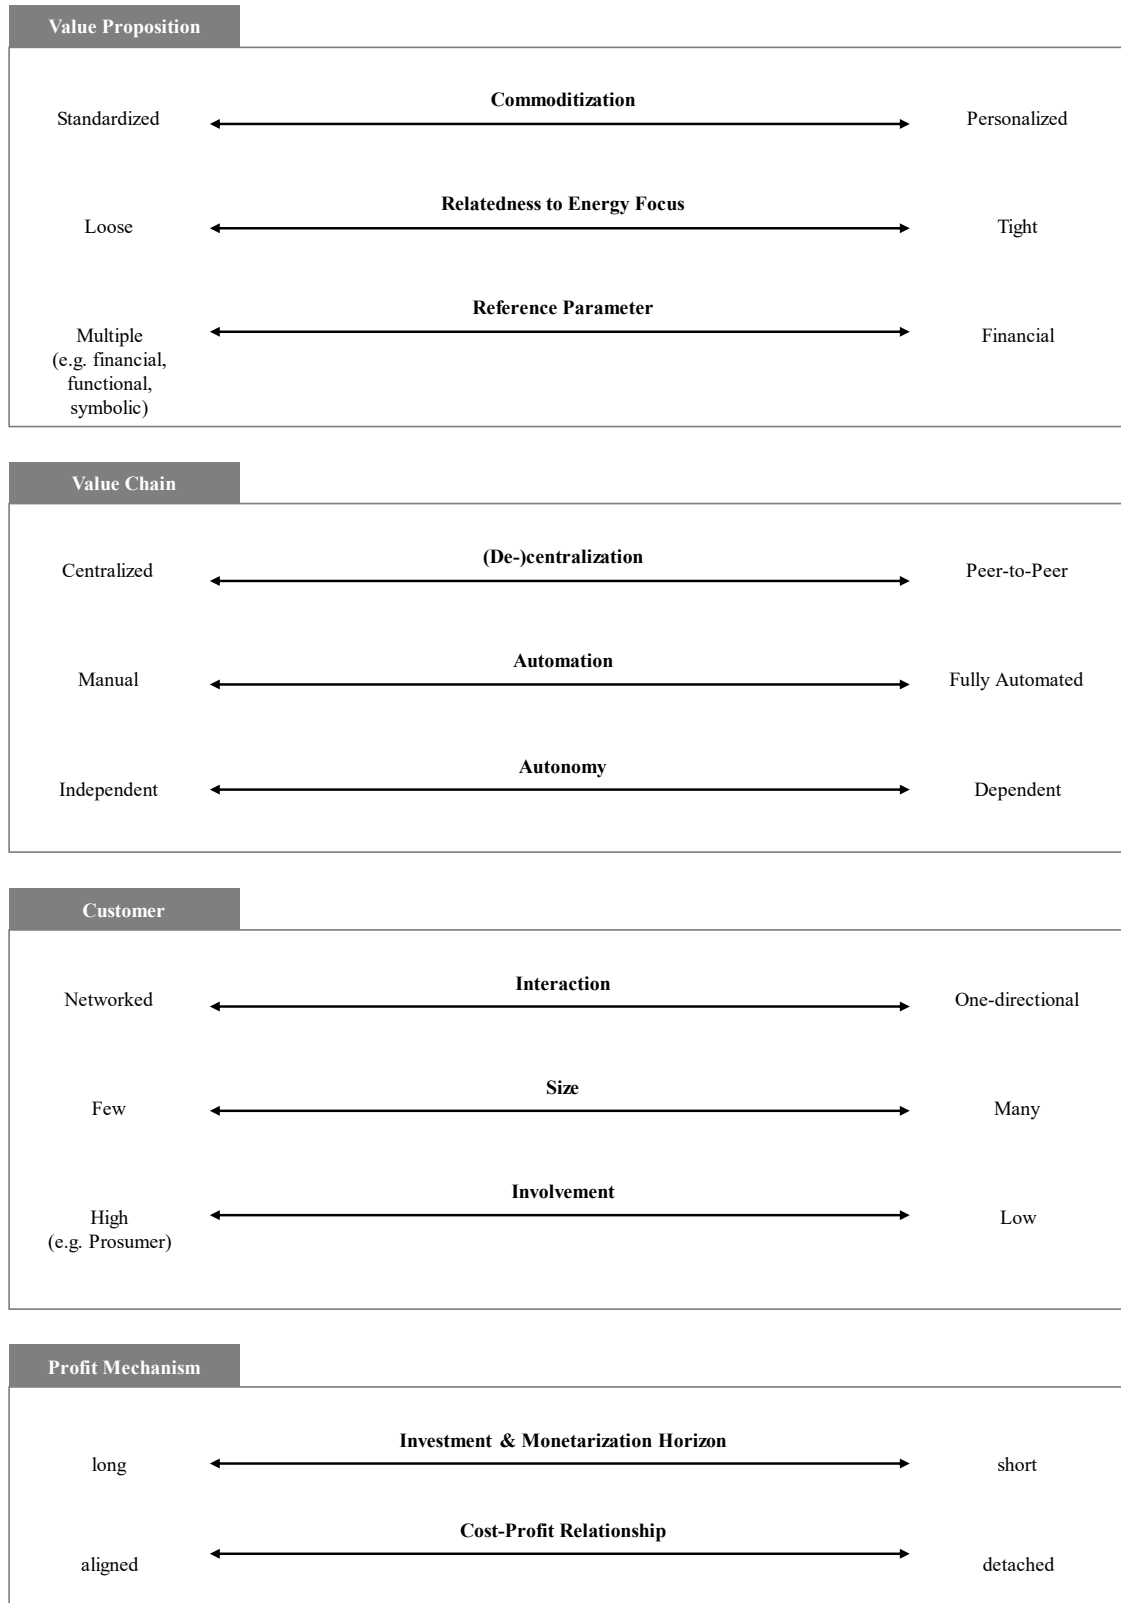 Value Proposition
Commoditization
Standardized
Personalized
Relatedness to Energy Focus
Loose
Tight
Reference Parameter
Multiple
(e.g. financial,
functional,
symbolic)
Financial
Value Chain
(De-)centralization
Centralized
Peer-to-Peer
Automation
Manual
Fully Automated
Autonomy
Independent
Dependent
Customer
Interaction
Networked
One-directional
Size
Few
Many
Involvement
High
(e.g. Prosumer)
Low
Profit Mechanism
Investment & Monetarization Horizon
long
short
Cost-Profit Relationship
aligned
detached